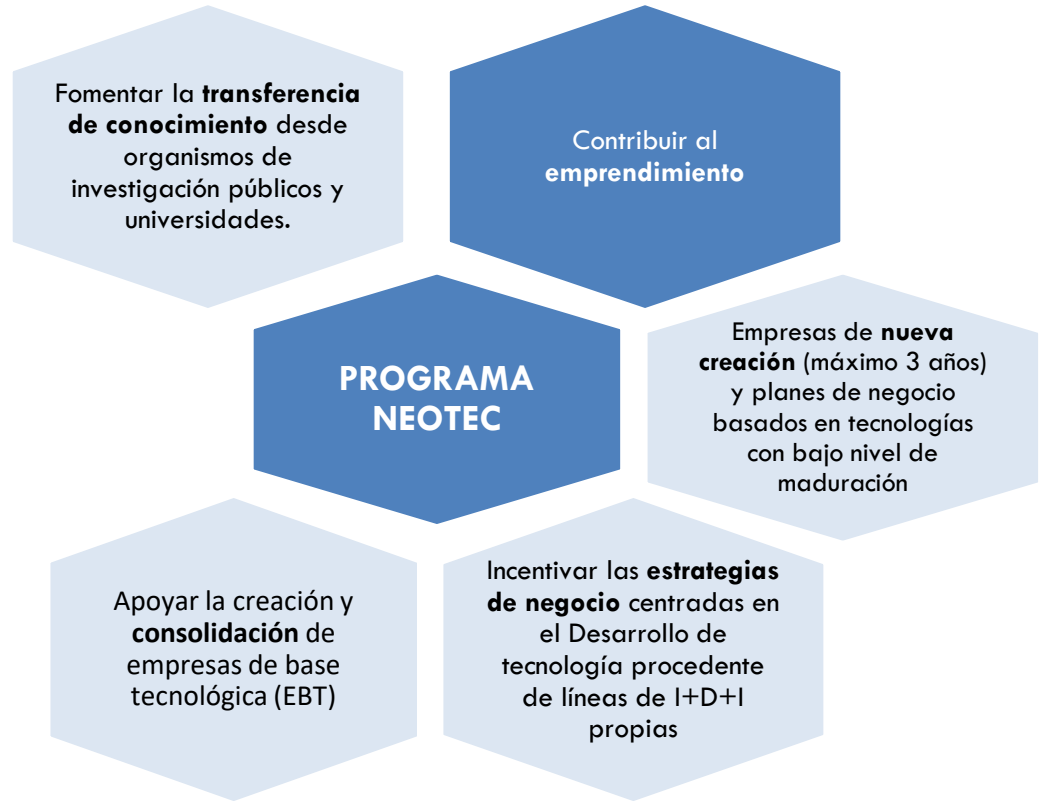 Fomentar la transferencia
de conocimiento desde
organismos de
investigación públicos y
universidades.
Contribuir al
emprendimiento
PROGRAMA
NEOTEC
Empresas de nueva
creación (máximo 3 años)
y planes de negocio
basados en tecnologías
con bajo nivel de
maduración
Apoyar la creación y
consolidación de
empresas de base
tecnológica (EBT)
Incentivar las estrategias
de negocio centradas en
el Desarrollo de
tecnología procedente
de líneas de I+D+I
propias